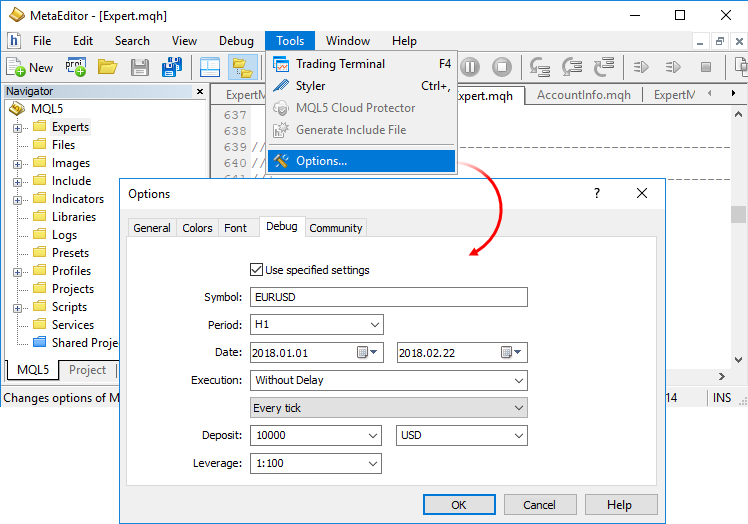 MetaEditor - [Expert.mqh]
File Edit Search View Debug Tools Window Help
New
Trading Terminal F4
Styler Ctrl+,
MQL5 Cloud Protector
Generate Include File
Options...
Navigator
MQL5
Experts
Files
Images
Include
Indicators
Libraries
Logs
Presets
Profiles
Projects
Scripts
Services
Shared Proje
MQL5 Project
Changes options of M
ExpertM Expert.mqh AccountInfo.mqh ExpertM
637
638
639 //
640 //
641 //
14 INS
Options ?
General Colors Font Debug Community
Use specified settings
Symbol: EURUSD
Period: H1
Date: 2018.01.01 2018.02.22
Execution: Without Delay
Every tick
Deposit: 10000 USD
Leverage: 1:100
OK Cancel Help